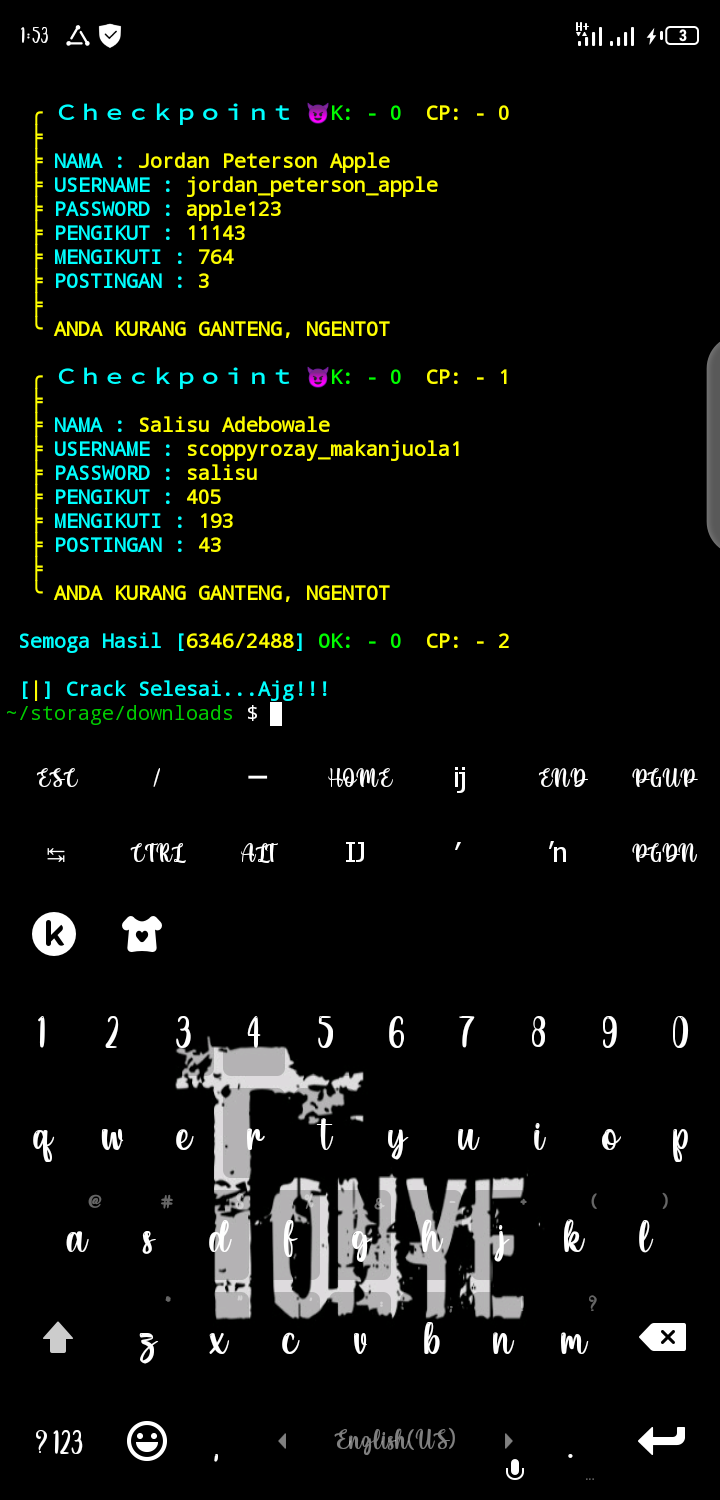 1:53
H+
3
Checkpoint 😈K: - 0 CP: - 0
NAMA : Jordan Peterson Apple
USERNAME : jordan_peterson_apple
PASSWORD : apple123
PENGIKUT : 11143
MENGIKUTI : 764
POSTINGAN : 3
ANDA KURANG GANTENG, NGENTOT
Checkpoint 😈K: - 0 CP: - 1
NAMA : Salisu Adebowale
USERNAME : scoppyrozay_makanjuola1
PASSWORD : salisu
PENGIKUT : 405
MENGIKUTI : 193
POSTINGAN : 43
ANDA KURANG GANTENG, NGENTOT
Semoga Hasil [6346/2488] OK: - 0 CP: - 2
[|] Crack Selesai...Ajg!!!
~/storage/downloads $
ESC / — HOME ij END PGUP
↹ CTRL ALT IJ ʼ ŉ PGDN
k
1 2 3 4 5 6 7 8 9 0
q w e r t y u i o p
TONYE
@ # & - + ( )
a s d f g h j k l
?
z x c v b n m
?123 , English(US) .
...